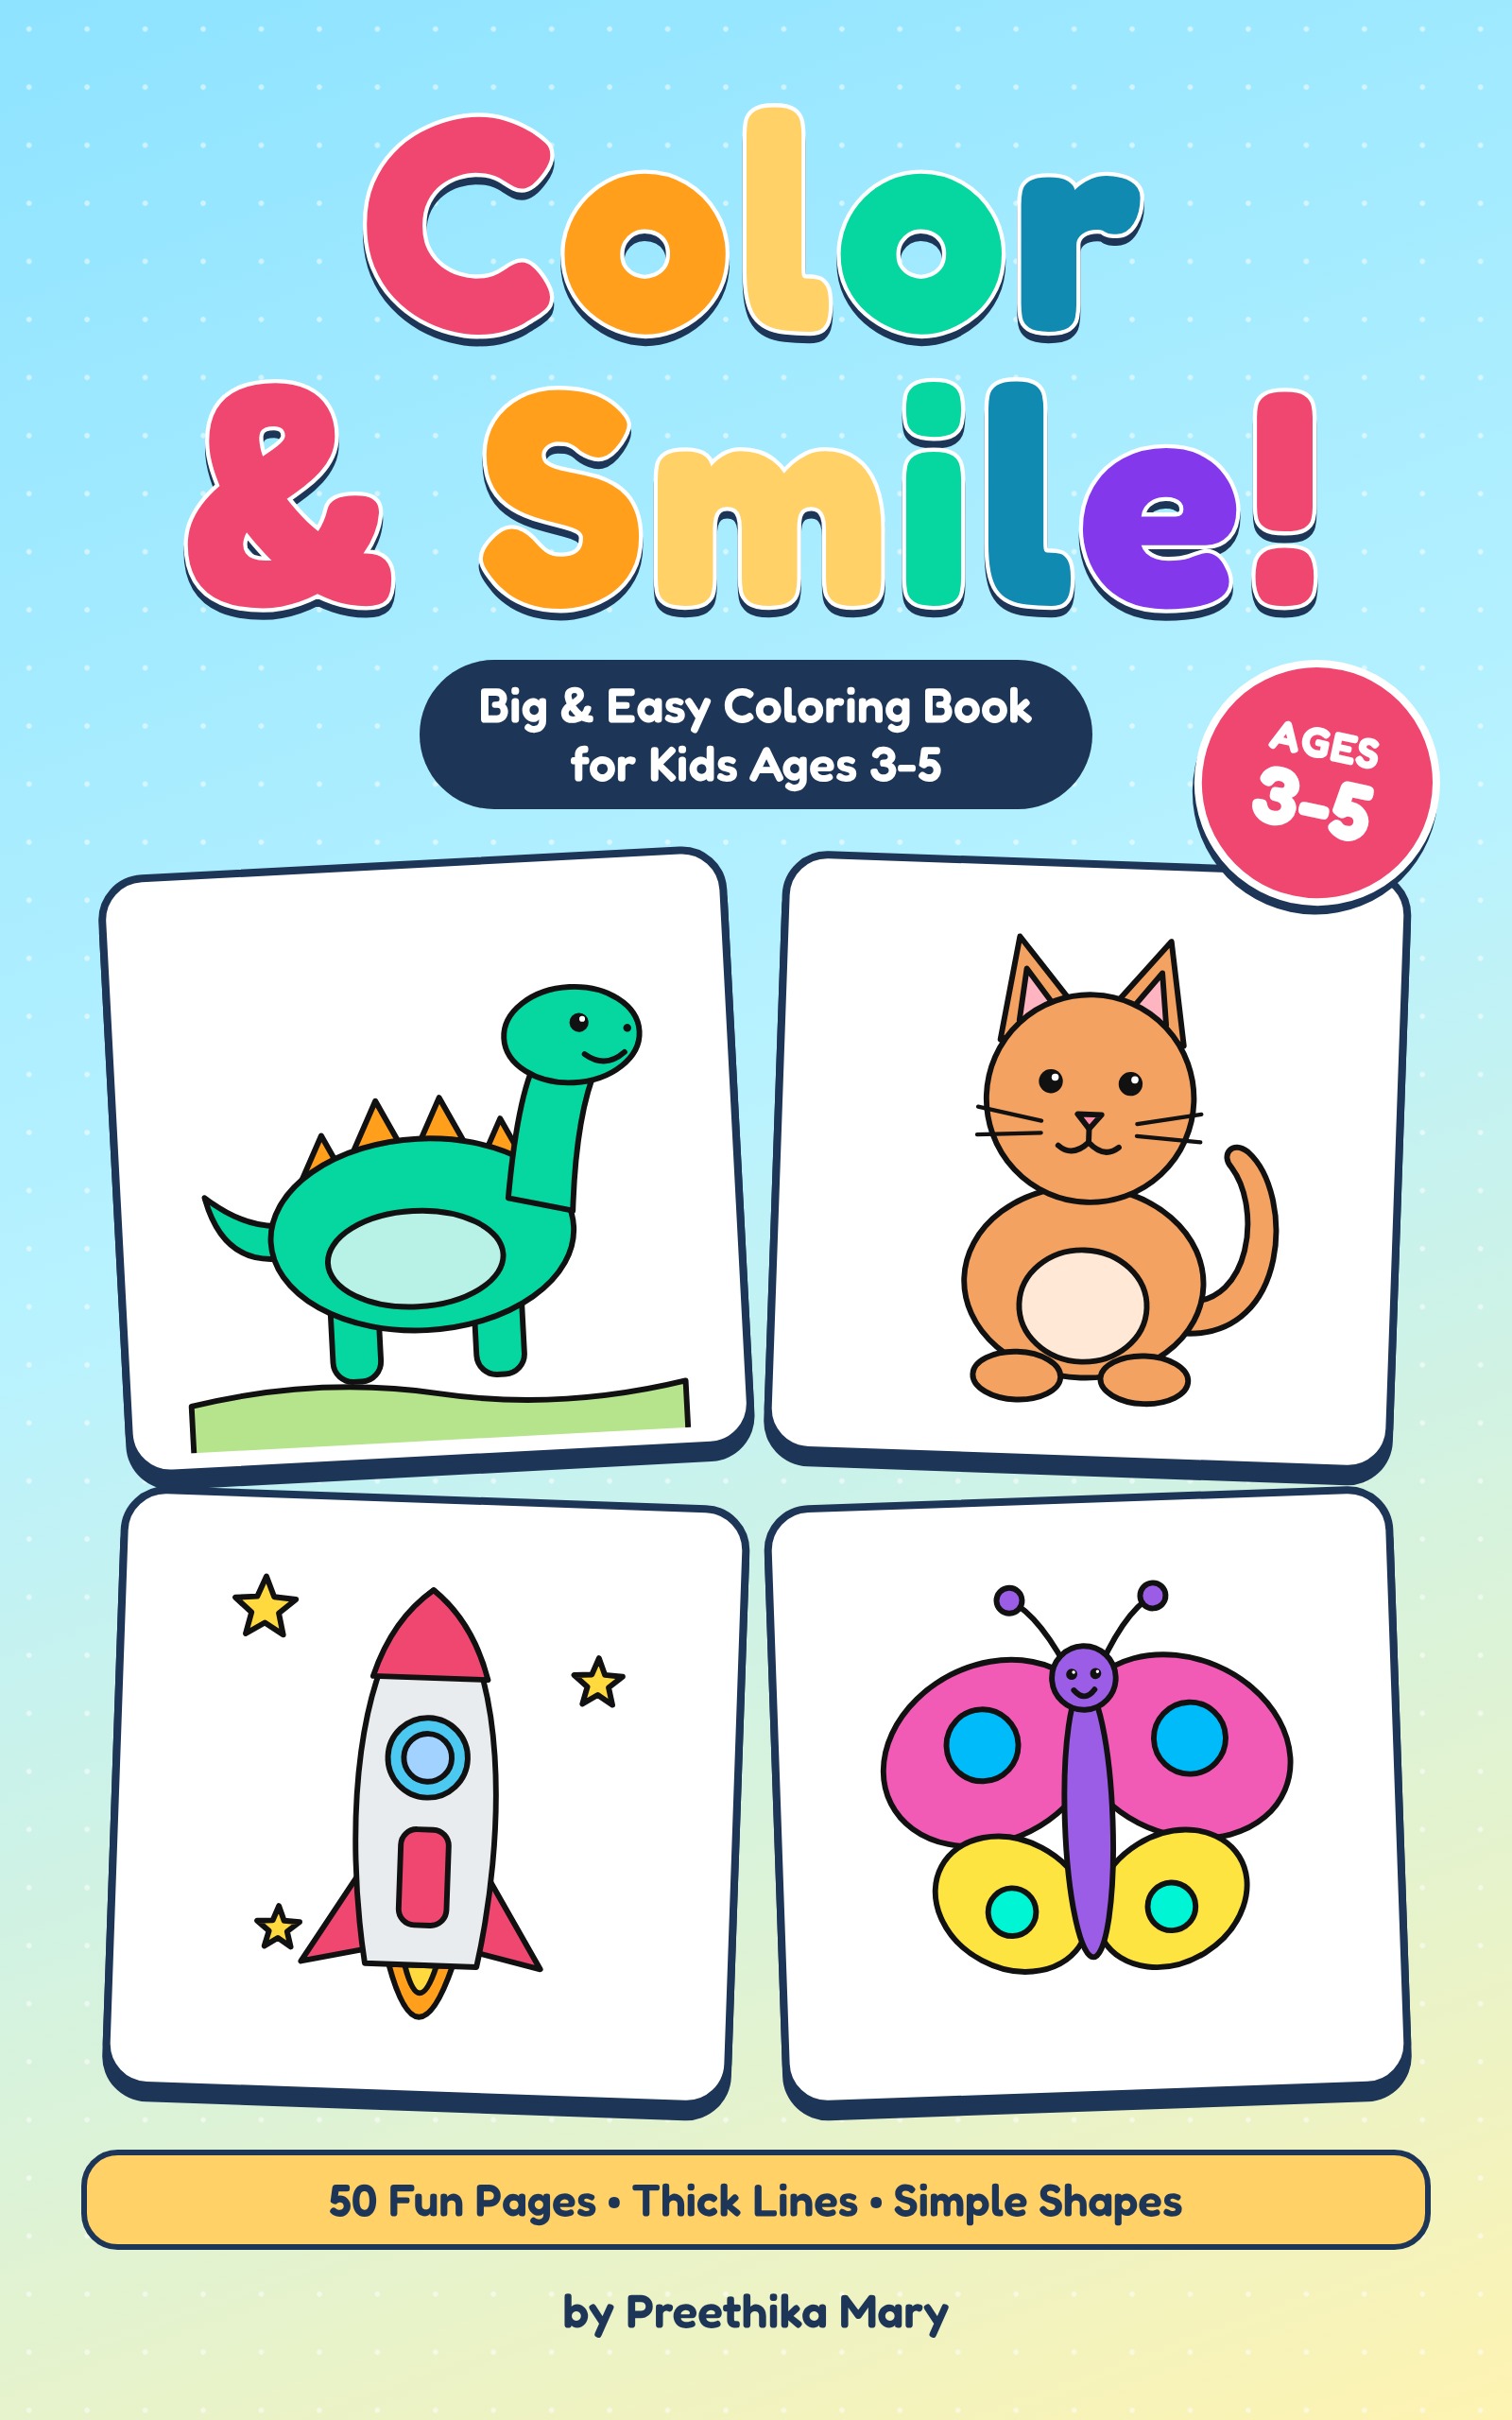 Color
& Smile!
Big & Easy Coloring Book
for Kids Ages 3-5
AGES
3-5
50 Fun Pages • Thick Lines • Simple Shapes
by Preethika Mary